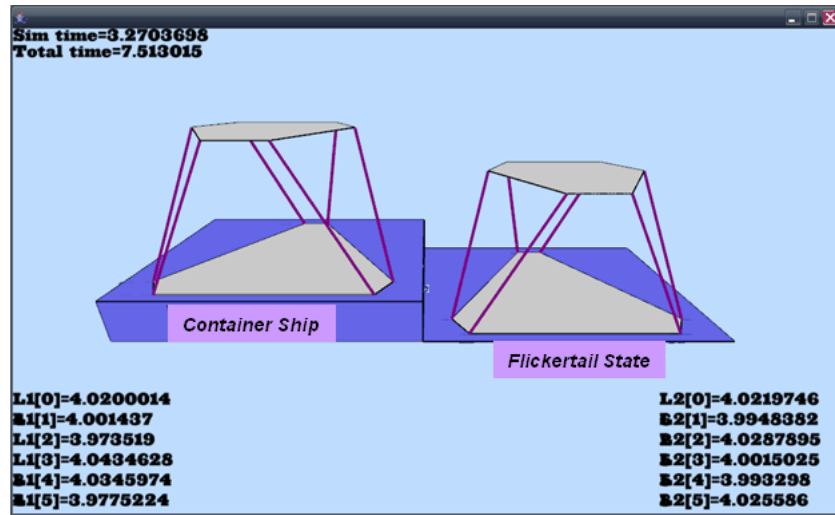 Sim time=3.2703698
Total time=7.513015
Container Ship
Flickertail State
L1[0]=4.0200014
L1[1]=4.001437
L1[2]=3.973519
L1[3]=4.0434628
L1[4]=4.0345974
L1[5]=3.9775224
L2[0]=4.0219746
L2[1]=3.9948382
L2[2]=4.0287895
L2[3]=4.0015025
L2[4]=3.993298
L2[5]=4.025586